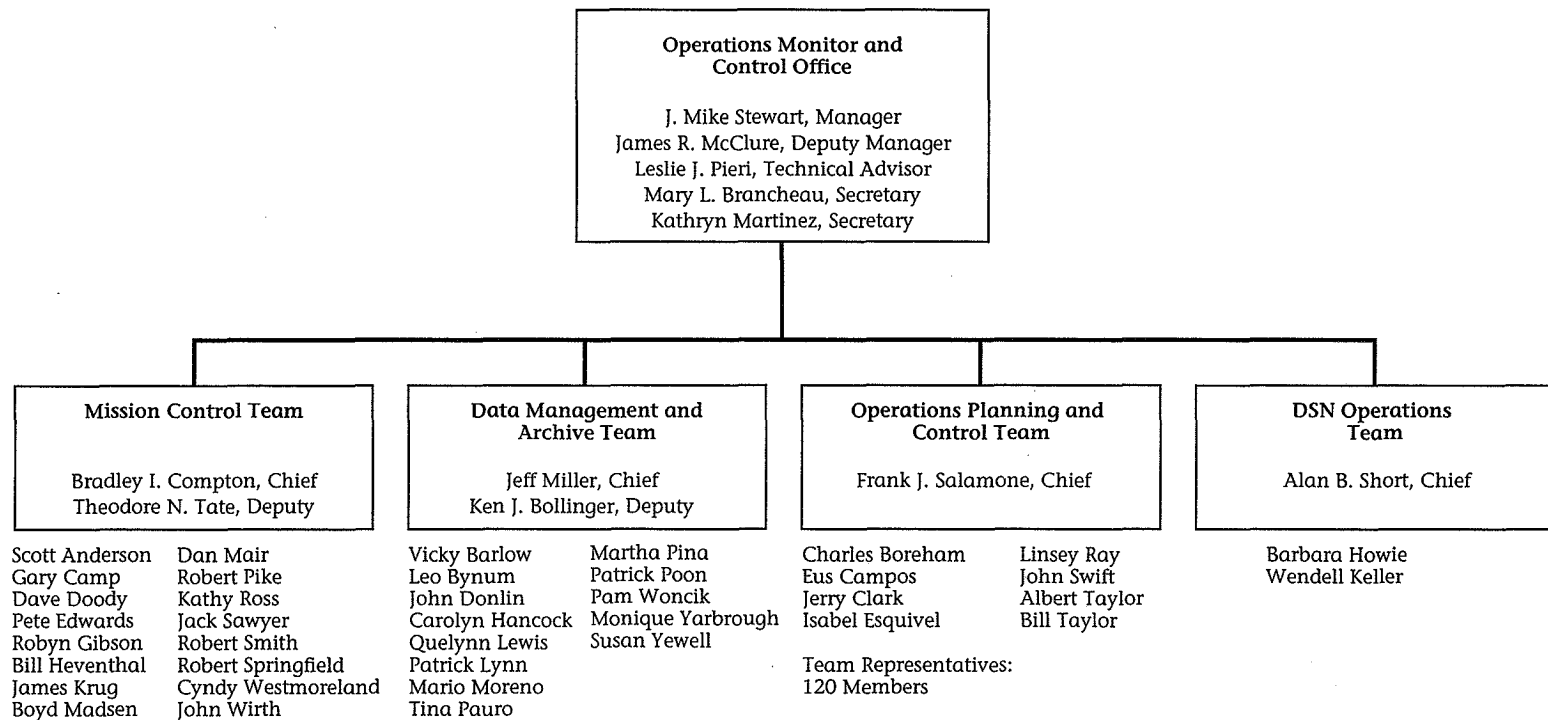 Operations Monitor and
Control Office
J. Mike Stewart, Manager
James R. McClure, Deputy Manager
Leslie J. Pieri, Technical Advisor
Mary L. Brancheau, Secretary
Kathryn Martinez, Secretary
Mission Control Team
Bradley I. Compton, Chief
Theodore N. Tate, Deputy
Scott Anderson
Gary Camp
Dave Doody
Pete Edwards
Robyn Gibson
Bill Heventhal
James Krug
Boyd Madsen
Dan Mair
Robert Pike
Kathy Ross
Jack Sawyer
Robert Smith
Robert Springfield
Cyndy Westmoreland
John Wirth
Data Management and
Archive Team
Jeff Miller, Chief
Ken J. Bollinger, Deputy
Vicky Barlow
Leo Bynum
John Donlin
Carolyn Hancock
Quelynn Lewis
Patrick Lynn
Mario Moreno
Tina Pauro
Martha Pina
Patrick Poon
Pam Woncik
Monique Yarbrough
Susan Yewell
Operations Planning and
Control Team
Frank J. Salamone, Chief
Charles Boreham
Eus Campos
Jerry Clark
Isabel Esquivel
Linsey Ray
John Swift
Albert Taylor
Bill Taylor
Team Representatives:
120 Members
DSN Operations
Team
Alan B. Short, Chief
Barbara Howie
Wendell Keller